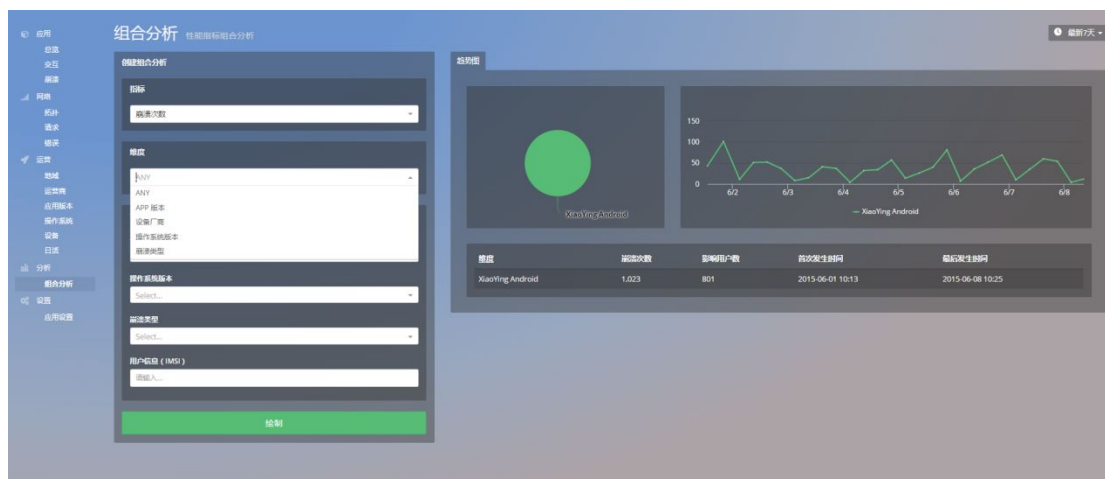 应用
总览
交互
崩溃
网络
拓扑
请求
错误
运营
地域
运营商
应用版本
操作系统
设备
日活
分析
组合分析
设置
应用设置
组合分析 性能指标组合分析
最新7天
创建组合分析
指标
崩溃次数
维度
ANY
ANY
APP 版本
设备厂商
操作系统版本
崩溃类型
操作系统版本
Select...
崩溃类型
Select...
用户信息 ( IMSI )
请输入...
绘制
趋势图
XiaoYing Android
150
100
50
0
6/2 6/3 6/4 6/5 6/6 6/7 6/8
XiaoYing Android
维度 崩溃次数 影响用户数 首次发生时间 最后发生时间
XiaoYing Android 1,023 801 2015-06-01 10:13 2015-06-08 10:25